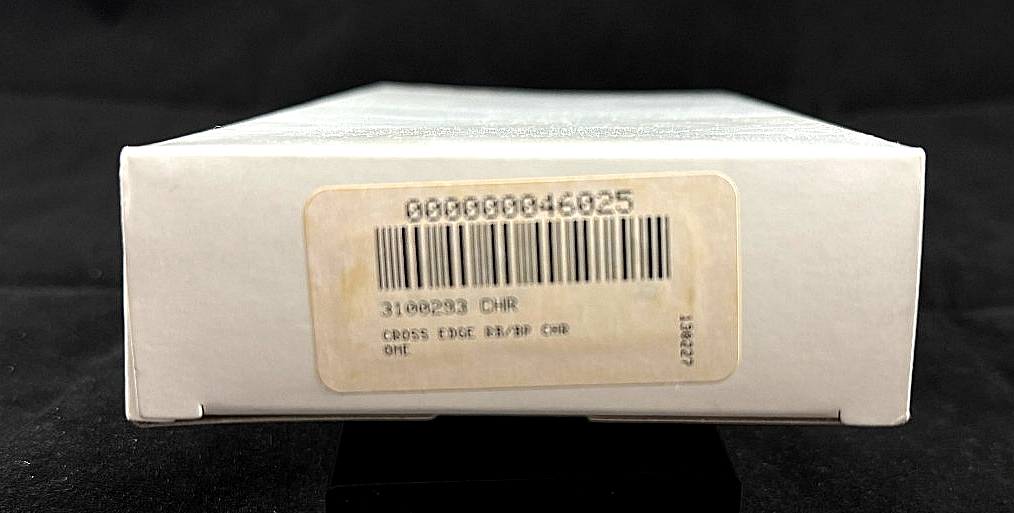 000000046025
3100293 CHR
CROSS EDGE RB/BP CHR
OME
130227